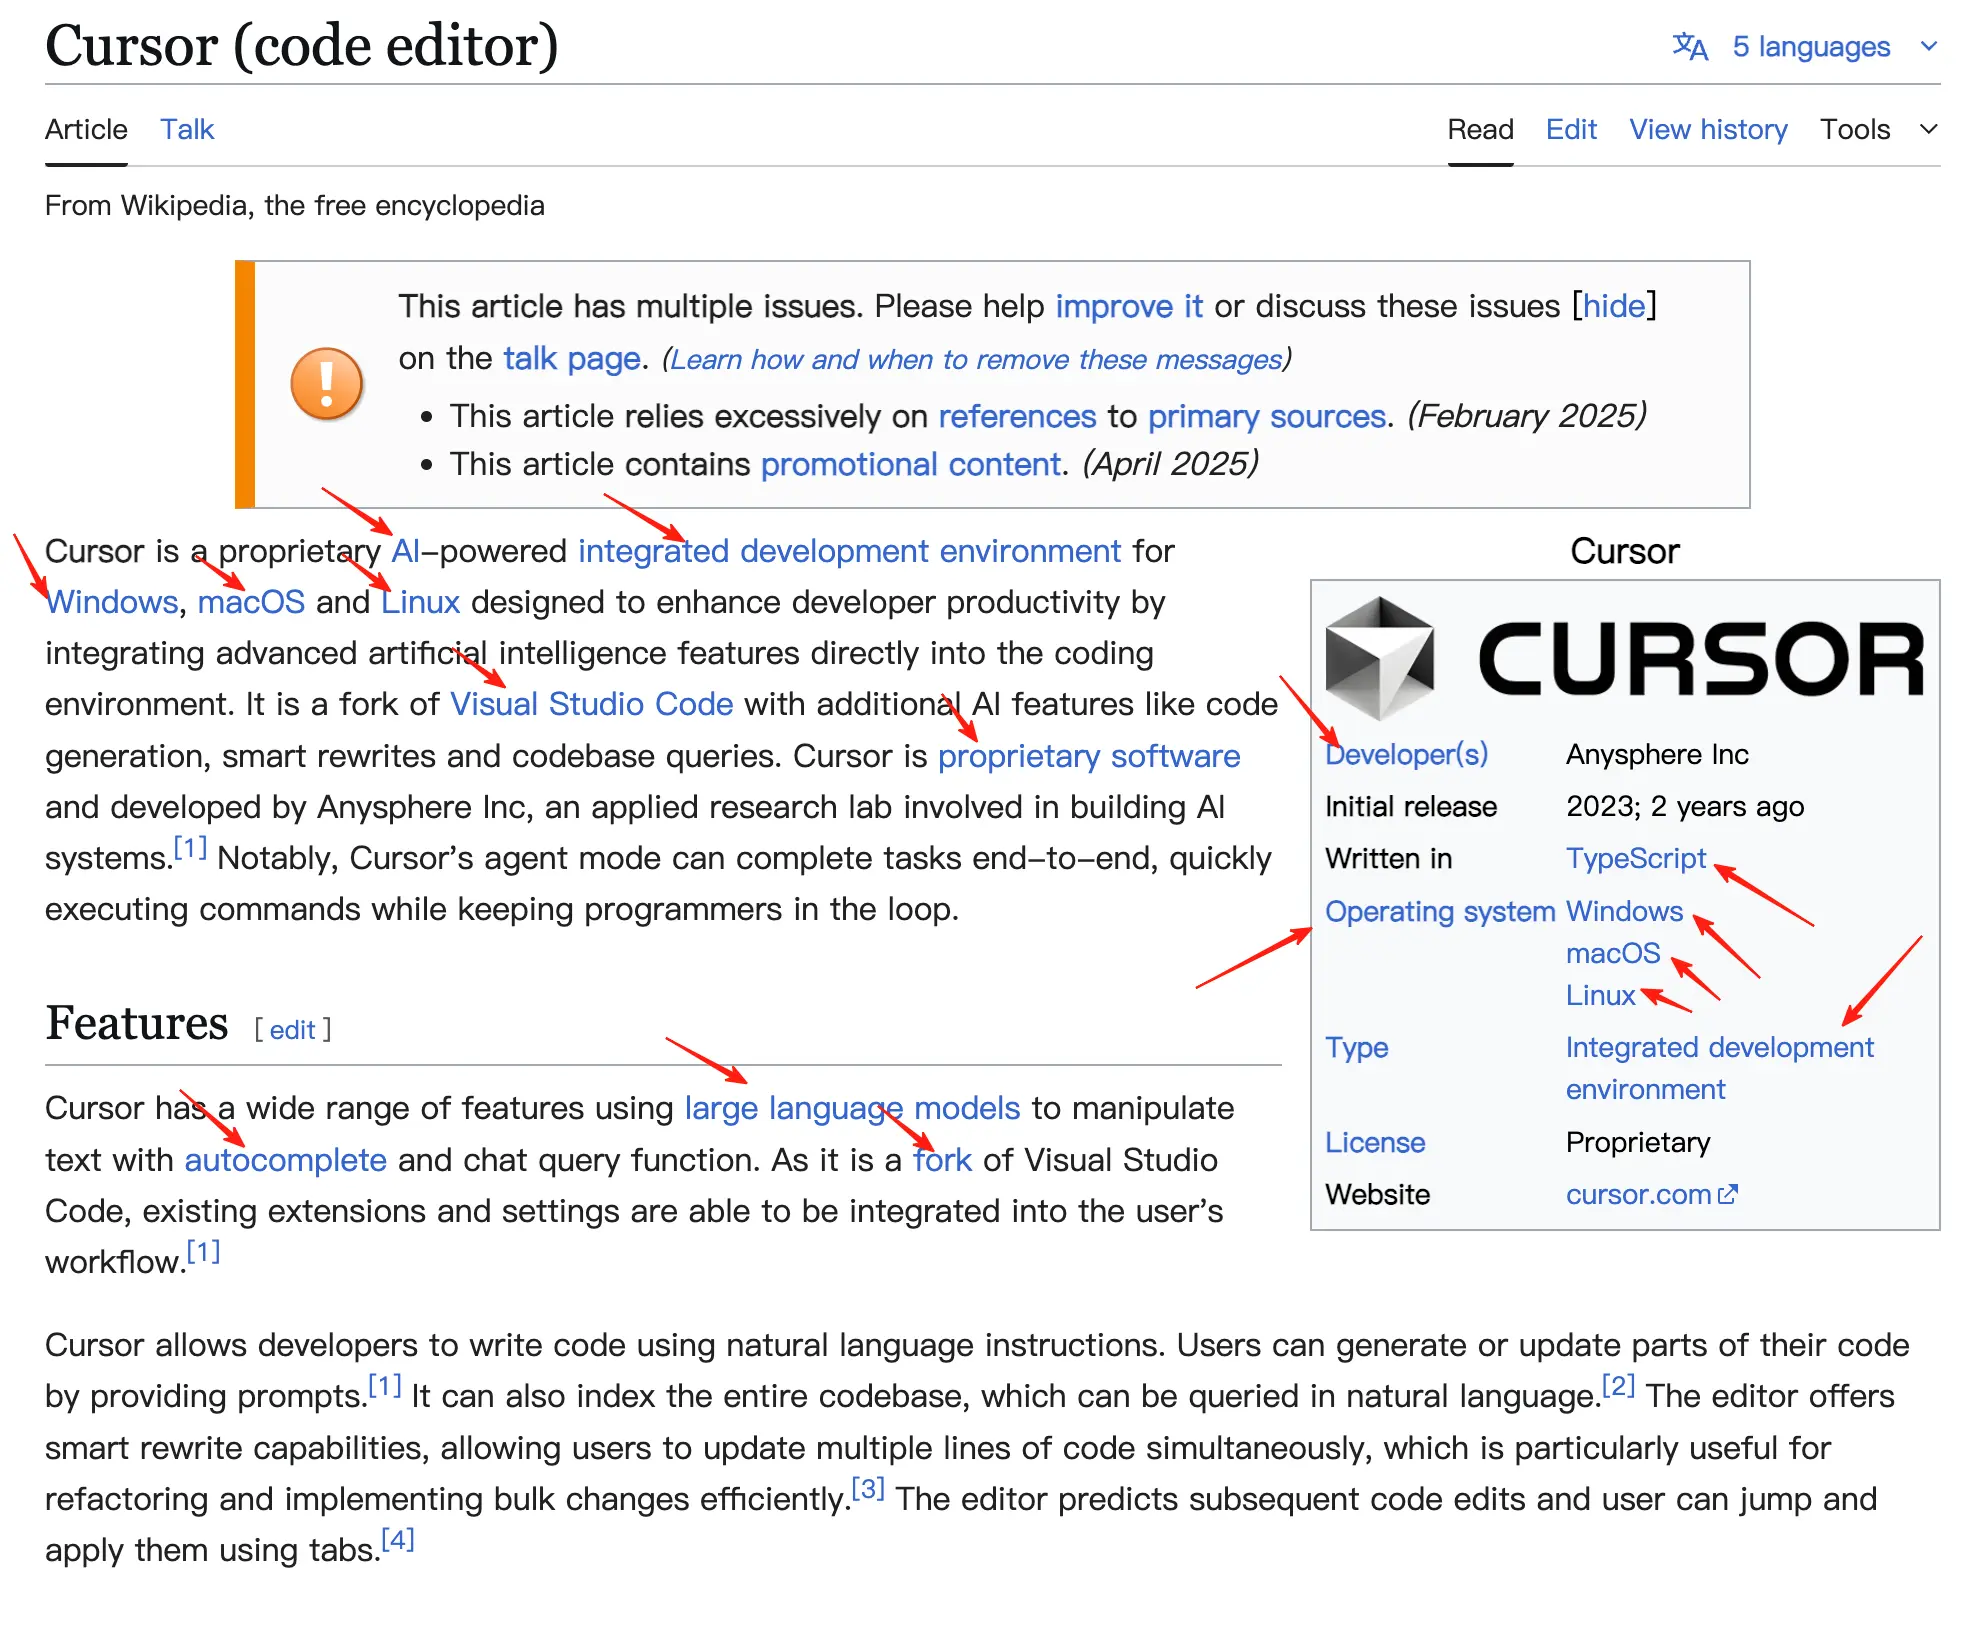 Cursor (code editor)
5 languages
Article Talk
Read Edit View history Tools
From Wikipedia, the free encyclopedia
This article has multiple issues. Please help improve it or discuss these issues [hide]
on the talk page. (Learn how and when to remove these messages)
• This article relies excessively on references to primary sources. (February 2025)
• This article contains promotional content. (April 2025)
Cursor is a proprietary AI-powered integrated development environment for
Windows, macOS and Linux designed to enhance developer productivity by
integrating advanced artificial intelligence features directly into the coding
environment. It is a fork of Visual Studio Code with additional AI features like code
generation, smart rewrites and codebase queries. Cursor is proprietary software
and developed by Anysphere Inc, an applied research lab involved in building AI
systems.[1] Notably, Cursor's agent mode can complete tasks end-to-end, quickly
executing commands while keeping programmers in the loop.
Cursor
CURSOR
Developer(s) Anysphere Inc
Initial release 2023; 2 years ago
Written in TypeScript
Operating system Windows
macOS
Linux
Type Integrated development
environment
License Proprietary
Website cursor.com
Features [ edit ]
Cursor has a wide range of features using large language models to manipulate
text with autocomplete and chat query function. As it is a fork of Visual Studio
Code, existing extensions and settings are able to be integrated into the user's
workflow.[1]
Cursor allows developers to write code using natural language instructions. Users can generate or update parts of their code
by providing prompts.[1] It can also index the entire codebase, which can be queried in natural language.[2] The editor offers
smart rewrite capabilities, allowing users to update multiple lines of code simultaneously, which is particularly useful for
refactoring and implementing bulk changes efficiently.[3] The editor predicts subsequent code edits and user can jump and
apply them using tabs.[4]